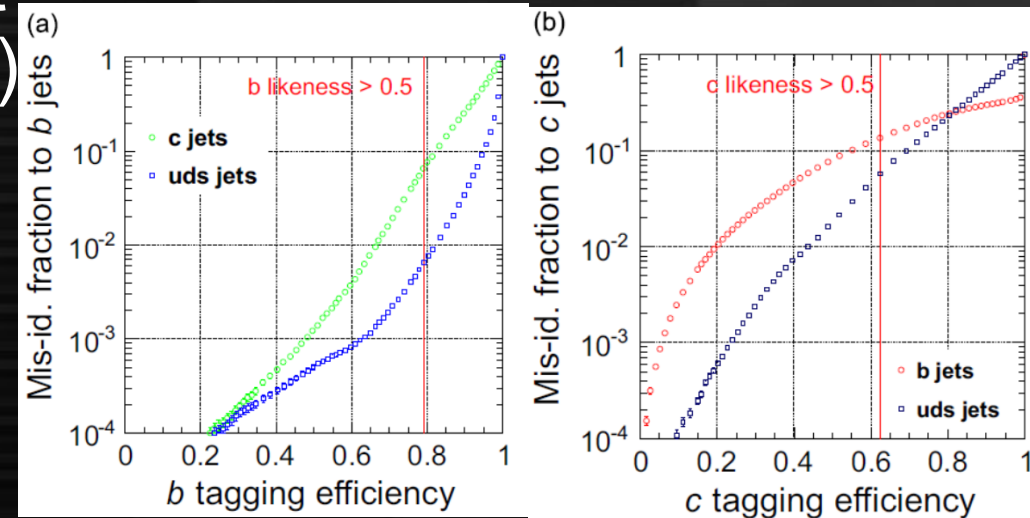 )
(a)
Mis-id. fraction to b jets
1
10⁻¹
10⁻²
10⁻³
10⁻⁴
b likeness > 0.5
c jets
uds jets
0 0.2 0.4 0.6 0.8 1
b tagging efficiency
(b)
Mis-id. fraction to c jets
1
10⁻¹
10⁻²
10⁻³
10⁻⁴
c likeness > 0.5
b jets
uds jets
0 0.2 0.4 0.6 0.8 1
c tagging efficiency